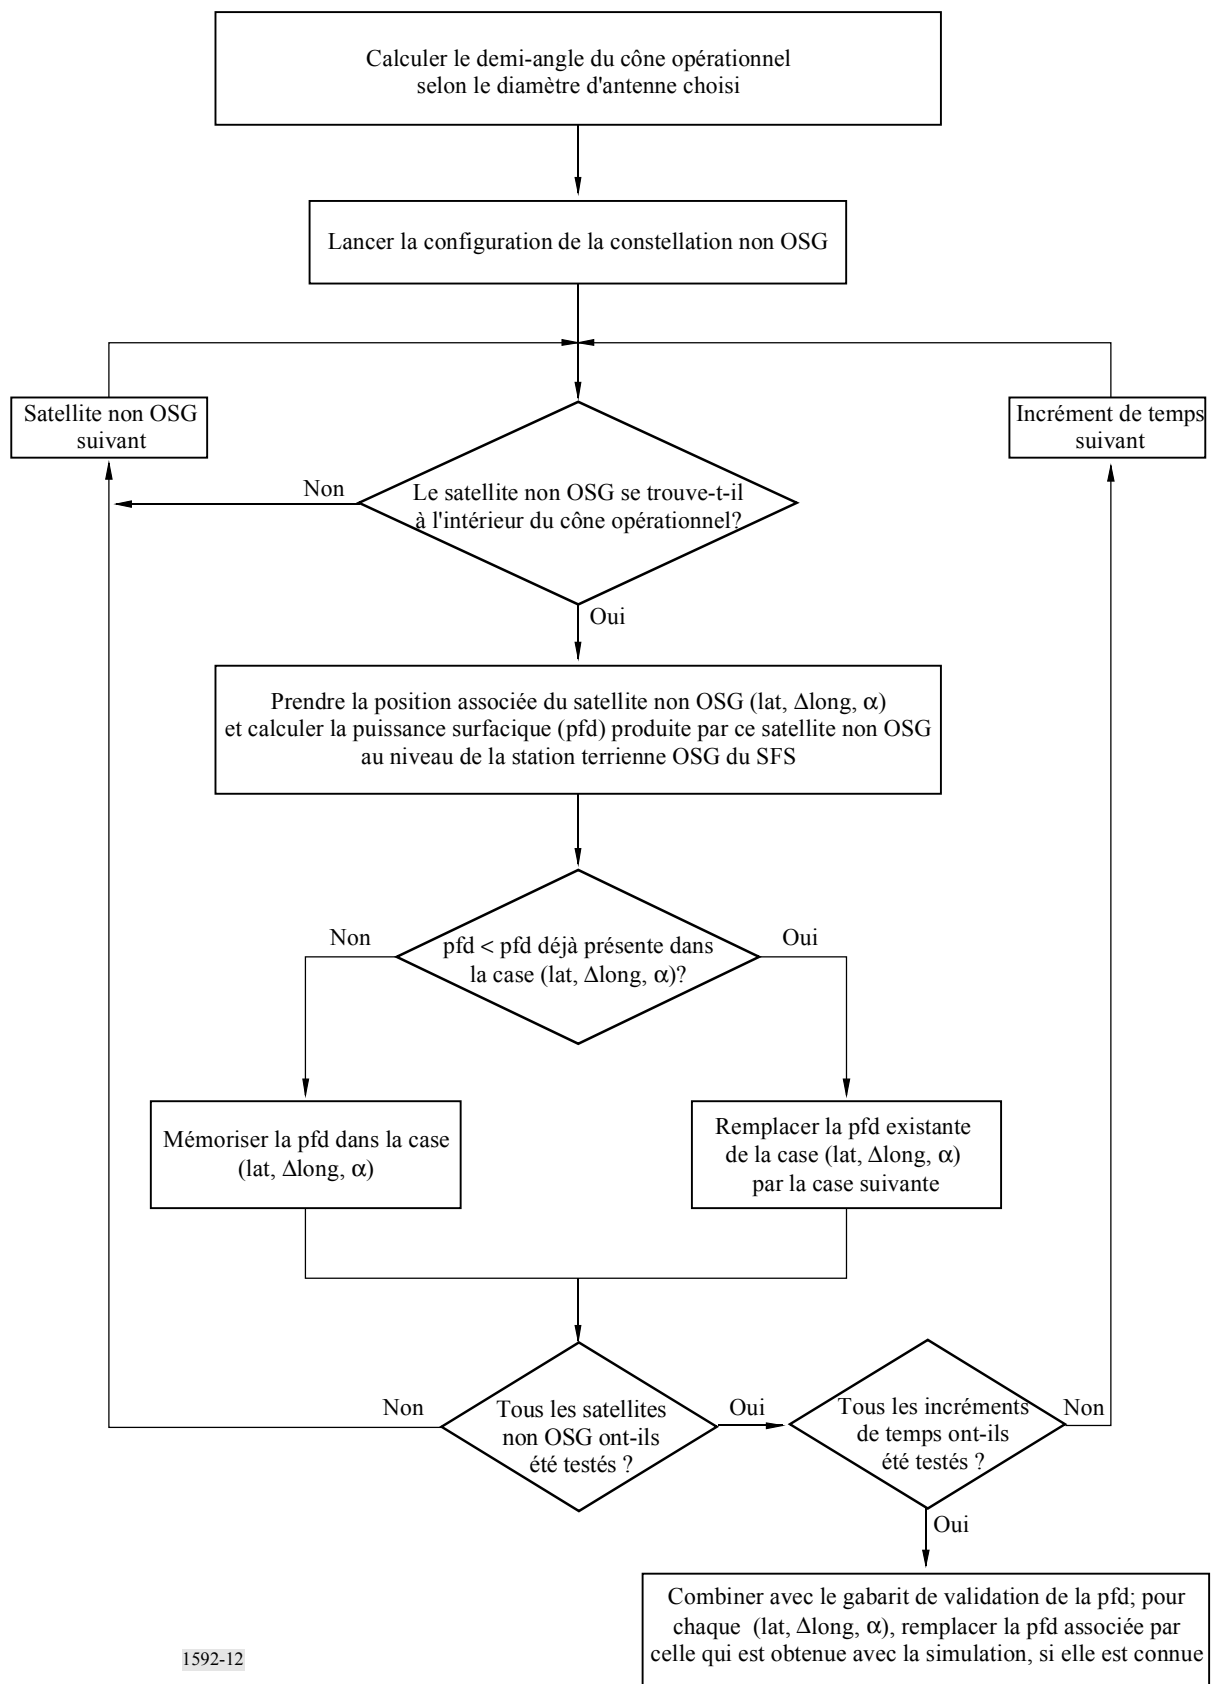 Calculer le demi-angle du cône opérationnel
selon le diamètre d'antenne choisi
Lancer la configuration de la constellation non OSG
Satellite non OSG
suivant
Incrément de temps
suivant
Non
Le satellite non OSG se trouve-t-il
à l'intérieur du cône opérationnel?
Oui
Prendre la position associée du satellite non OSG (lat, Δlong, α)
et calculer la puissance surfacique (pfd) produite par ce satellite non OSG
au niveau de la station terrienne OSG du SFS
Non
pfd < pfd déjà présente dans
la case (lat, Δlong, α)?
Oui
Mémoriser la pfd dans la case
(lat, Δlong, α)
Remplacer la pfd existante
de la case (lat, Δlong, α)
par la case suivante
Non
Tous les satellites
non OSG ont-ils
été testés ?
Oui
Tous les incréments
de temps ont-ils
été testés ?
Non
Oui
Combiner avec le gabarit de validation de la pfd; pour
chaque (lat, Δlong, α), remplacer la pfd associée par
celle qui est obtenue avec la simulation, si elle est connue
1592-12